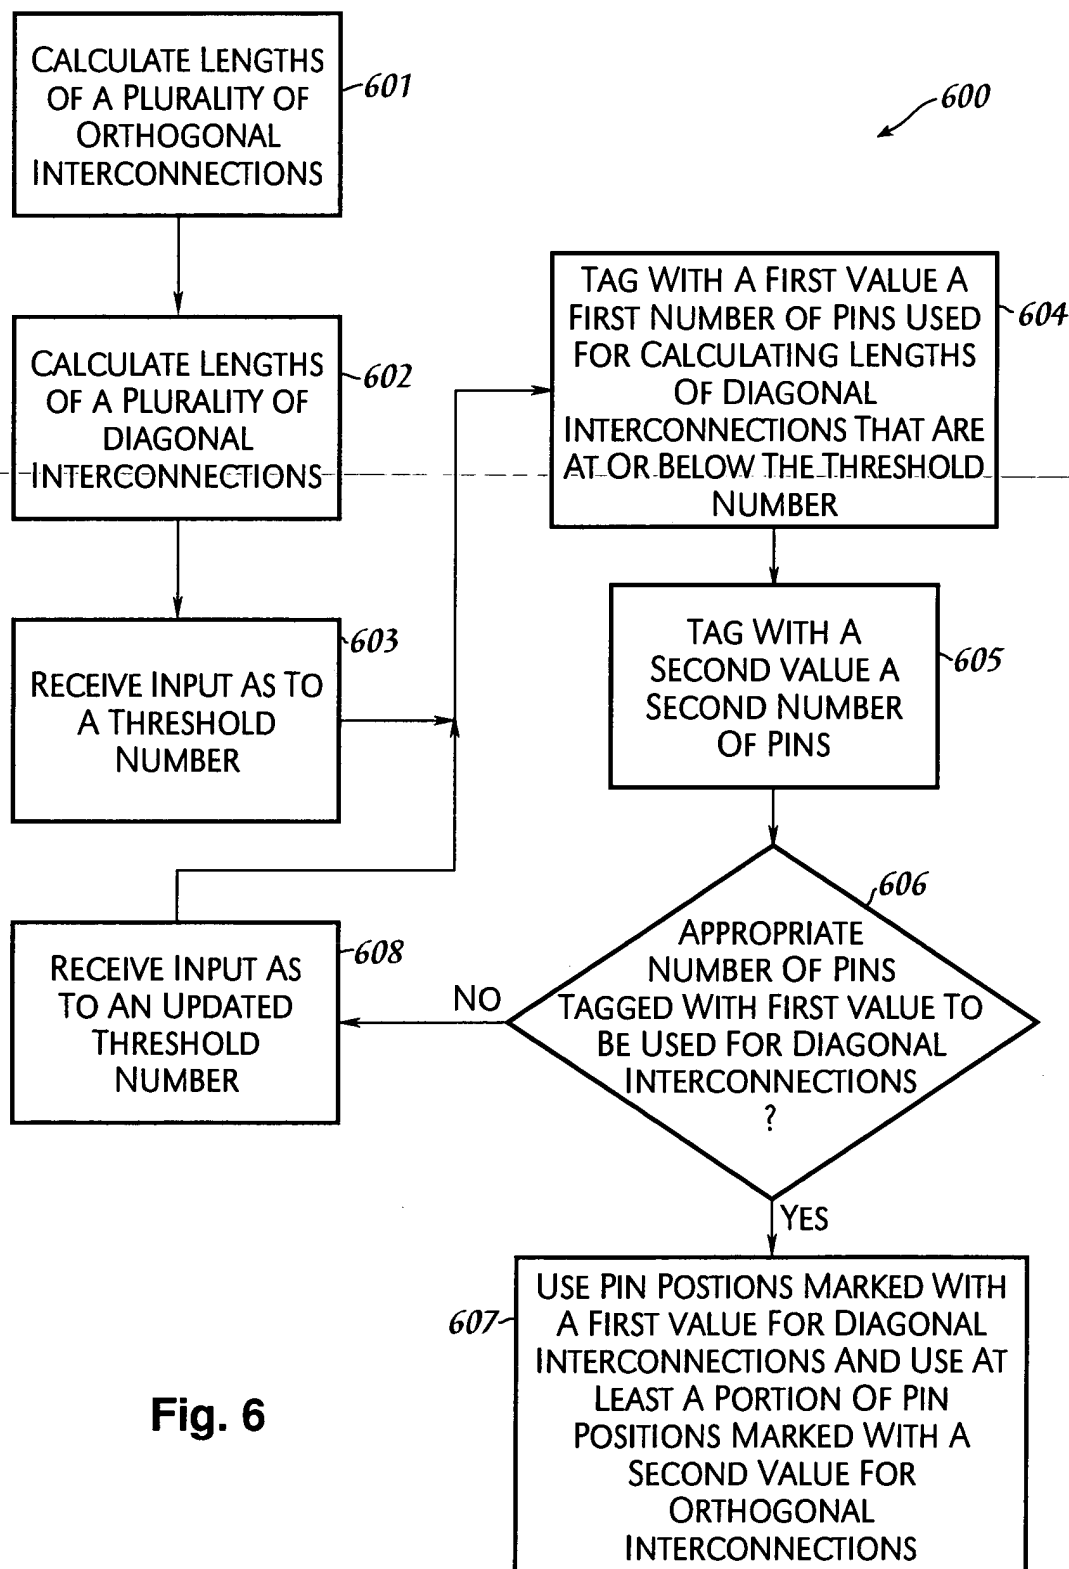 CALCULATE LENGTHS
OF A PLURALITY OF
ORTHOGONAL
INTERCONNECTIONS
601
600
CALCULATE LENGTHS
OF A PLURALITY OF
DIAGONAL
INTERCONNECTIONS
602
RECEIVE INPUT AS TO
A THRESHOLD
NUMBER
603
TAG WITH A FIRST VALUE A
FIRST NUMBER OF PINS USED
FOR CALCULATING LENGTHS
OF DIAGONAL
INTERCONNECTIONS THAT ARE
AT OR BELOW THE THRESHOLD
NUMBER
604
TAG WITH A
SECOND VALUE A
SECOND NUMBER
OF PINS
605
APPROPRIATE
NUMBER OF PINS
TAGGED WITH FIRST VALUE TO
BE USED FOR DIAGONAL
INTERCONNECTIONS
?
606
NO
RECEIVE INPUT AS
TO AN UPDATED
THRESHOLD
NUMBER
608
YES
USE PIN POSTIONS MARKED WITH
A FIRST VALUE FOR DIAGONAL
INTERCONNECTIONS AND USE AT
LEAST A PORTION OF PIN
POSITIONS MARKED WITH A
SECOND VALUE FOR
ORTHOGONAL
INTERCONNECTIONS
607
Fig. 6